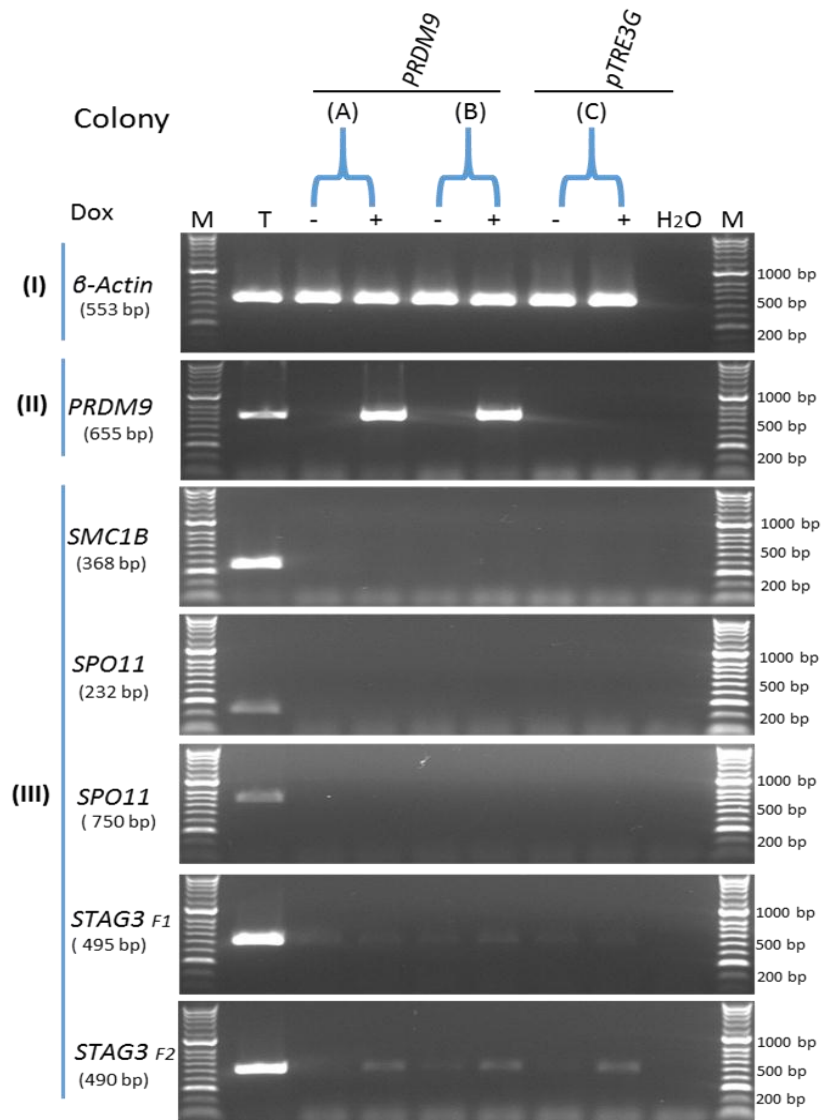 PRDM9
pTRE3G
Colony
(A)
(B)
(C)
Dox
M T - + - + - + H2O M
(I)
β-Actin
(553 bp)
1000 bp
500 bp
200 bp
(II)
PRDM9
(655 bp)
1000 bp
500 bp
200 bp
SMC1B
(368 bp)
1000 bp
500 bp
200 bp
SPO11
(232 bp)
1000 bp
500 bp
200 bp
(III)
SPO11
( 750 bp)
1000 bp
500 bp
200 bp
STAG3 F1
( 495 bp)
1000 bp
500 bp
200 bp
STAG3 F2
(490 bp)
1000 bp
500 bp
200 bp